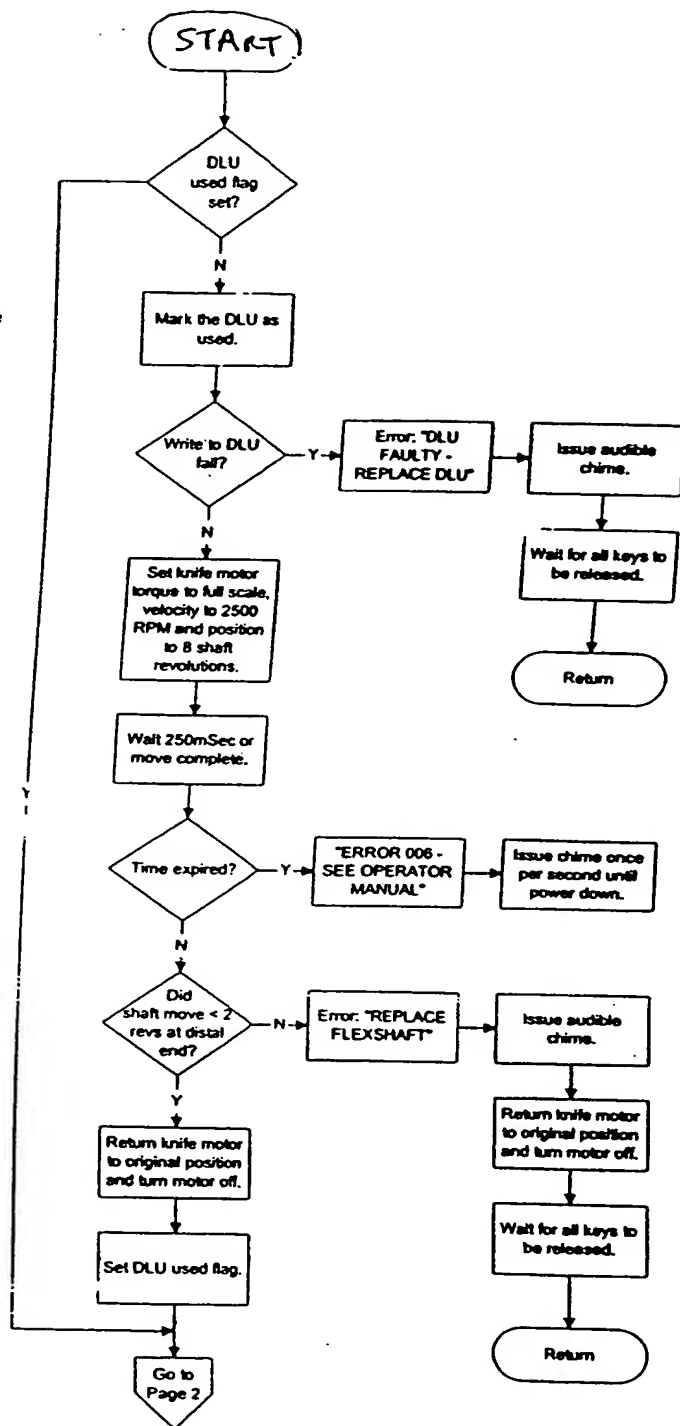 START
DLU
used flag
set?
N
Mark the DLU as
used.
Write to DLU
fail?
Y
Error: "DLU
FAULTY -
REPLACE DLU"
Issue audible
chime.
N
Wait for all keys to
be released.
Set knife motor
torque to full scale,
velocity to 2500
RPM and position
to 8 shaft
revolutions.
Return
Wait 250mSec or
move complete.
Y
Time expired?
Y
"ERROR 006 -
SEE OPERATOR
MANUAL"
Issue chime once
per second until
power down.
N
Did
shaft move < 2
revs at distal
end?
N
Error: "REPLACE
FLEXSHAFT"
Issue audible
chime.
Y
Return knife motor
to original position
and turn motor off.
Return knife motor
to original position
and turn motor off.
Set DLU used flag.
Wait for all keys to
be released.
Go to
Page 2
Return